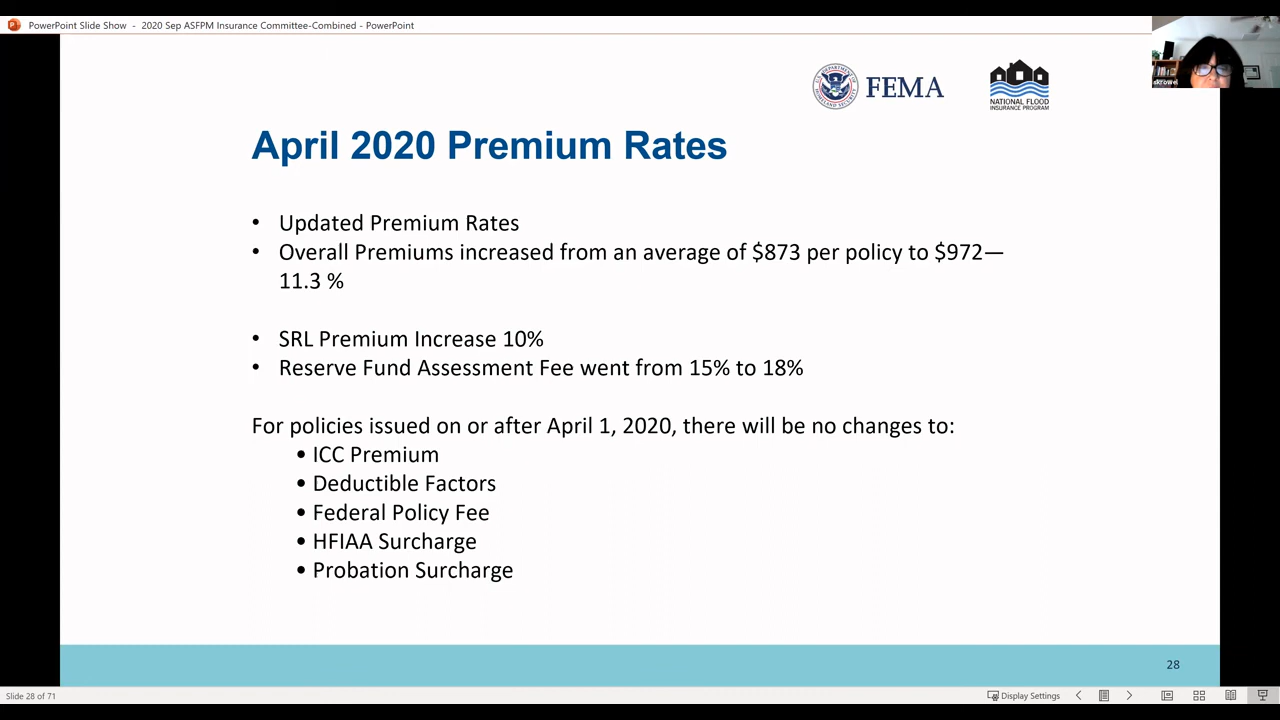 PowerPoint Slide Show - 2020 Sep ASFPM Insurance Committee-Combined - PowerPoint
FEMA
NATIONAL FLOOD
INSURANCE PROGRAM
April 2020 Premium Rates
• Updated Premium Rates
• Overall Premiums increased from an average of $873 per policy to $972—
11.3 %
• SRL Premium Increase 10%
• Reserve Fund Assessment Fee went from 15% to 18%
For policies issued on or after April 1, 2020, there will be no changes to:
• ICC Premium
• Deductible Factors
• Federal Policy Fee
• HFIAA Surcharge
• Probation Surcharge
28
Slide 28 of 71
Display Settings